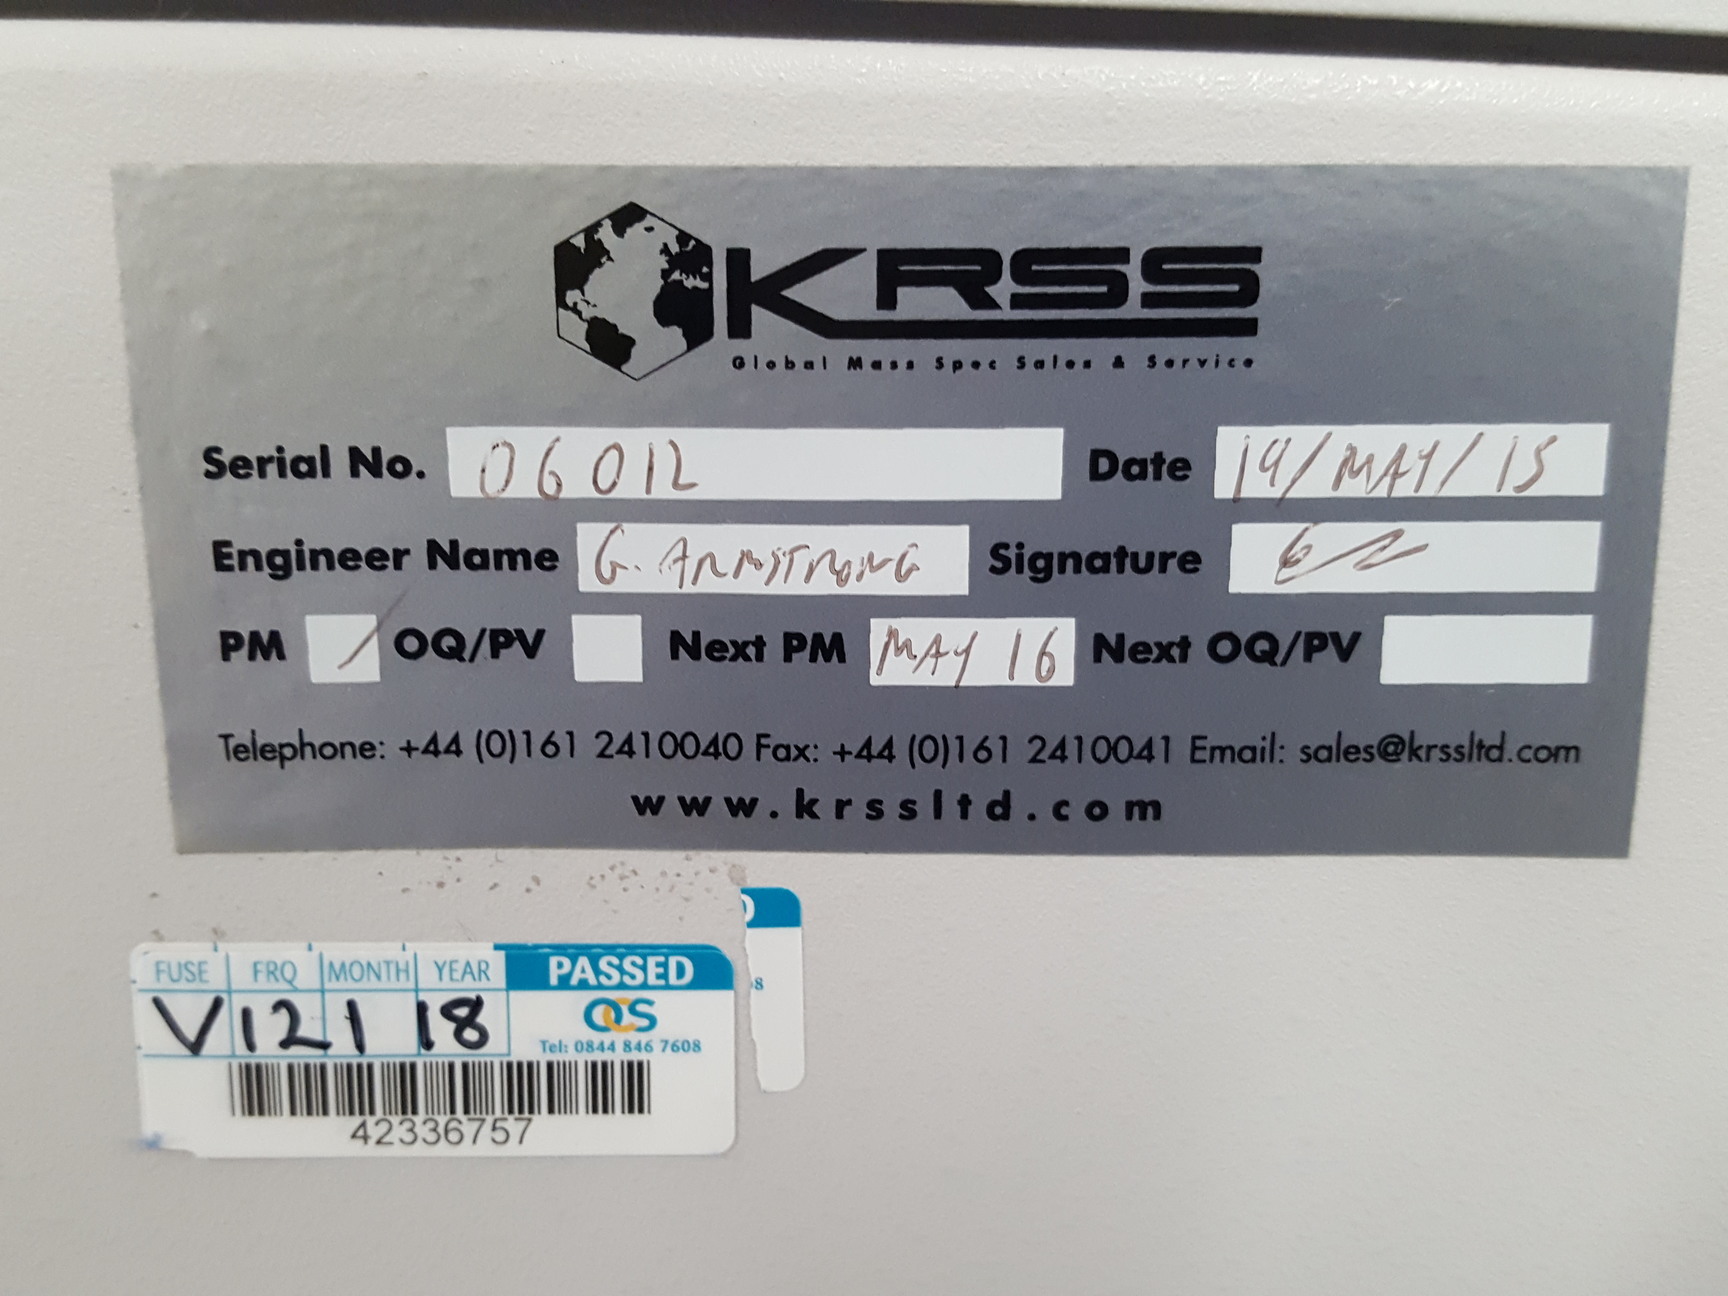 KRSS
Global Mass Spec Sales & Service
Serial No. 06012 Date 19/MAY/15
Engineer Name G. ARMSTRONG Signature
PM / OQ/PV Next PM MAY 16 Next OQ/PV
Telephone: +44 (0)161 2410040 Fax: +44 (0)161 2410041 Email: sales@krssltd.com
www.krssltd.com
FUSE FRQ MONTH YEAR PASSED
V 12 1 18 OCS
Tel: 0844 846 7608
42336757